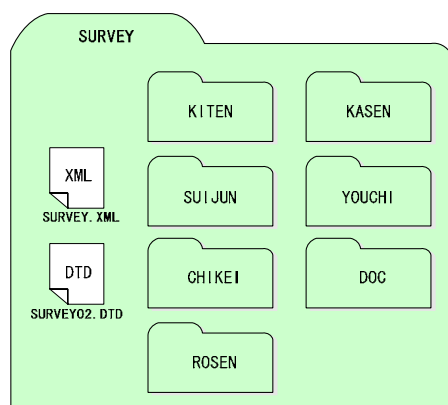 SURVEY
KITEN
KASEN
XML
SURVEY.XML
SUIJUN
YOUCHI
DTD
SURVEY02.DTD
CHIKEI
DOC
ROSEN